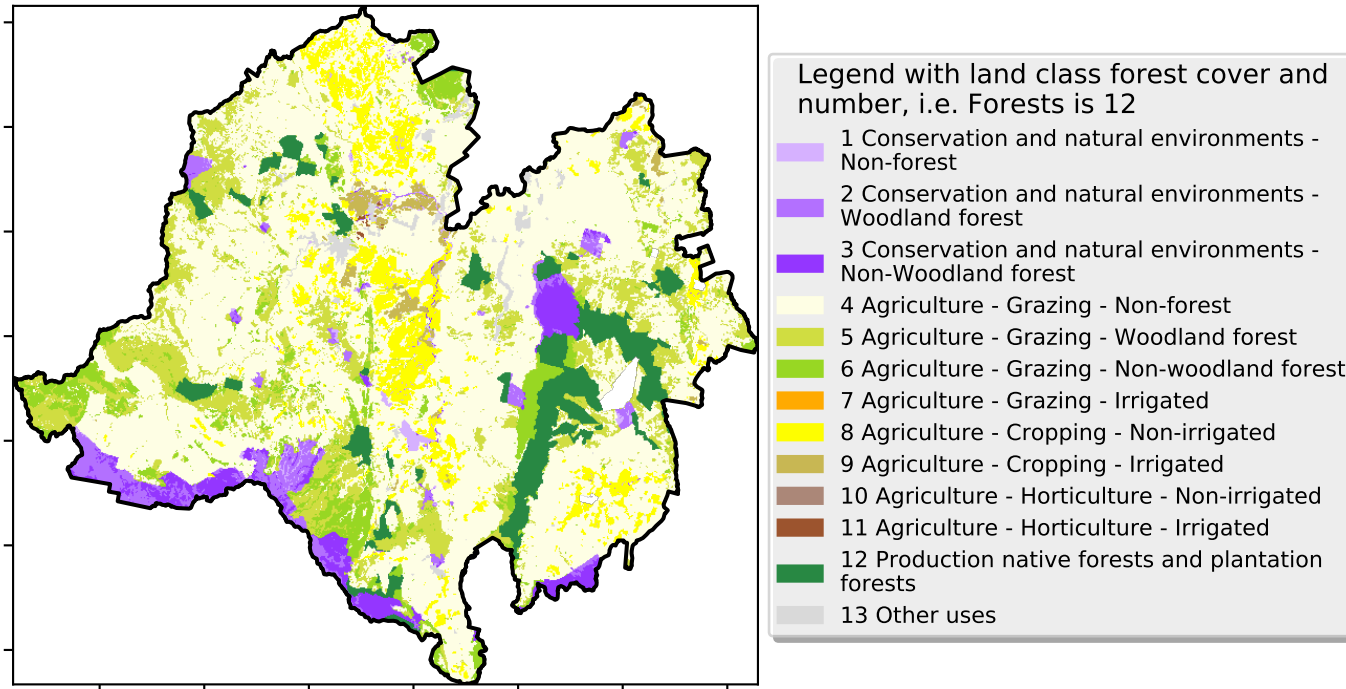 Legend with land class forest cover and
number, i.e. Forests is 12
1 Conservation and natural environments -
Non-forest
2 Conservation and natural environments -
Woodland forest
3 Conservation and natural environments -
Non-Woodland forest
4 Agriculture - Grazing - Non-forest
5 Agriculture - Grazing - Woodland forest
6 Agriculture - Grazing - Non-woodland forest
7 Agriculture - Grazing - Irrigated
8 Agriculture - Cropping - Non-irrigated
9 Agriculture - Cropping - Irrigated
10 Agriculture - Horticulture - Non-irrigated
11 Agriculture - Horticulture - Irrigated
12 Production native forests and plantation
forests
13 Other uses